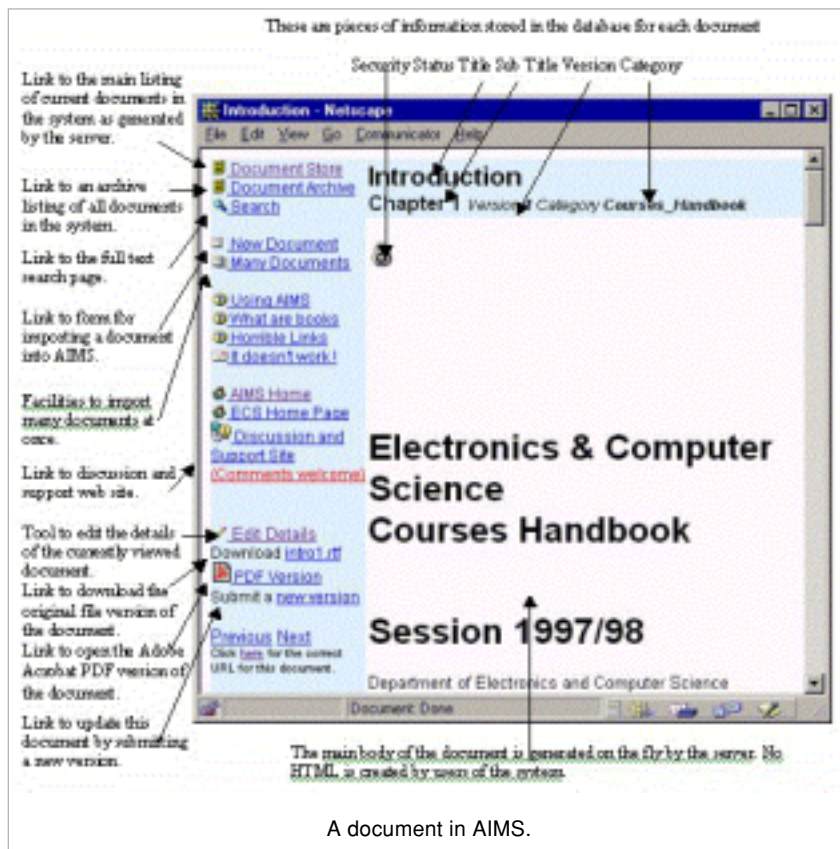 These are pieces of information stored in the database for each document
Security Status Title Sub Title Version Category
Link to the main listing
of current documents in
the system as generated
by the server.
Link to an archive
listing of all documents
in the system.
Link to the full text
search page.
Link to form for
importing a document
into AIMS.
Facilities to import
many documents at
once.
Link to discussion and
support web site.
Tool to edit the details
of the currently viewed
document.
Link to download the
original file version of
the document.
Link to open the Adobe
Acrobat PDF version of
the document.
Link to update this
document by submitting
a new version.
Introduction - Netscape
File Edit View Go Communicator Help
Document Store
Document Archive
Search
New Document
Many Documents
Using AIMS
What are books
Horrible Links
It doesn't work!
AIMS Home
ECS Home Page
Discussion and
Support Site
(Comments welcome)
Edit Details
Download intro1.rtf
PDF Version
Submit a new version
Previous Next
Click here for the correct
URL for this document.
Introduction
Chapter 1 Version Category Courses_Handbook
Electronics & Computer
Science
Courses Handbook
Session 1997/98
Department of Electronics and Computer Science
Document: Done
The main body of the document is generated on the fly by the server. No
HTML is created by users of the system.
A document in AIMS.